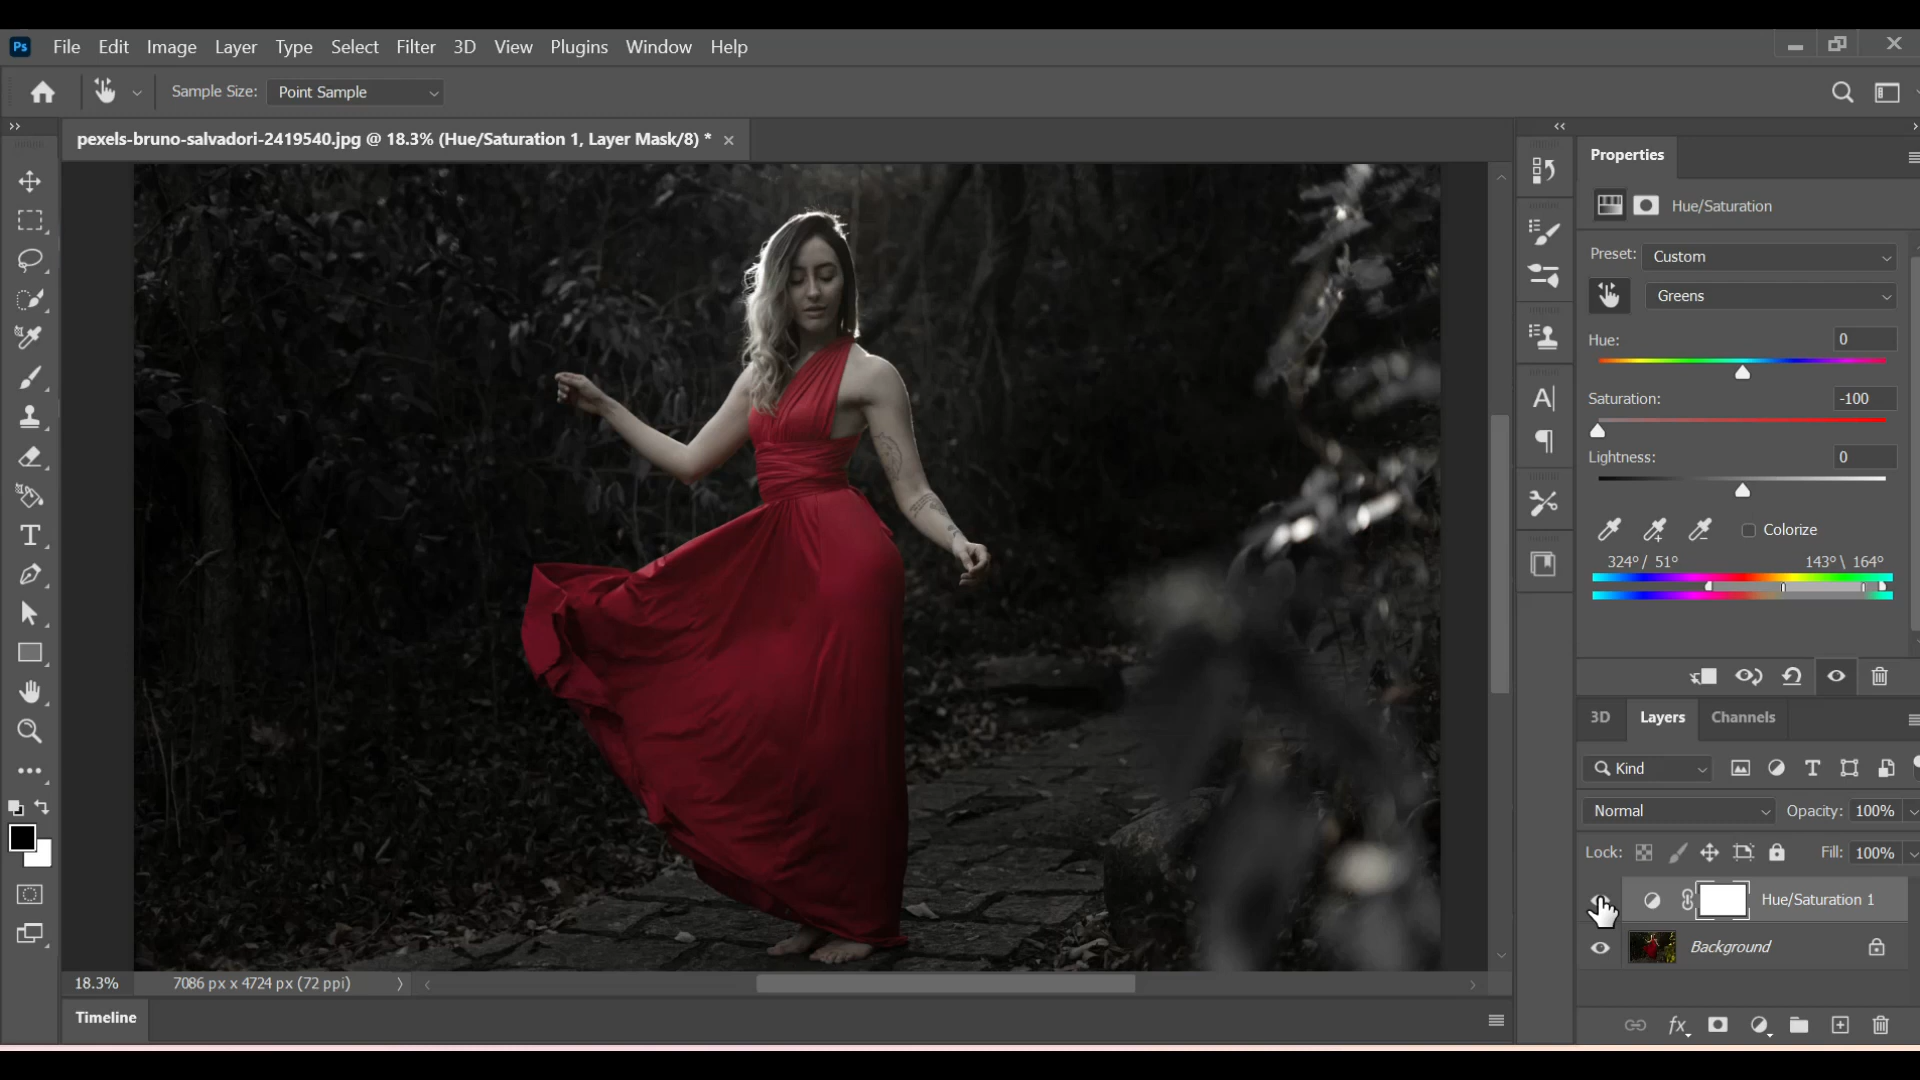 Ps File Edit Image Layer Type Select Filter 3D View Plugins Window Help
Sample Size: Point Sample
pexels-bruno-salvadori-2419540.jpg @ 18.3% (Hue/Saturation 1, Layer Mask/8) *
Properties
Hue/Saturation
Preset: Custom
Greens
Hue: 0
Saturation: -100
Lightness: 0
Colorize
324° / 51° 143° \ 164°
3D Layers Channels
Kind
Normal Opacity: 100%
Lock: Fill: 100%
Hue/Saturation 1
Background
18.3% 7086 px x 4724 px (72 ppi)
Timeline